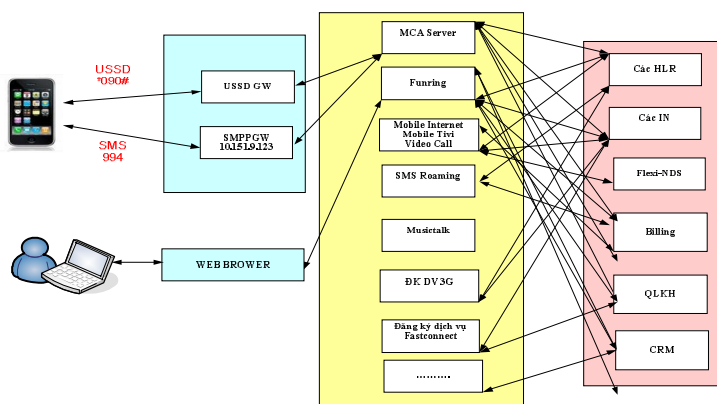 USSD
*090#
SMS
994
USSD GW
SMPPGW
10.151.9.123
WEB BROWER
MCA Server
Funring
Mobile Internet
Mobile Tivi
Video Call
SMS Roaming
Musictalk
ĐK DV 3G
Đăng ký dịch vụ
Fastconnect
..........
Các HLR
Các IN
Flexi-NDS
Billing
QLKH
CRM